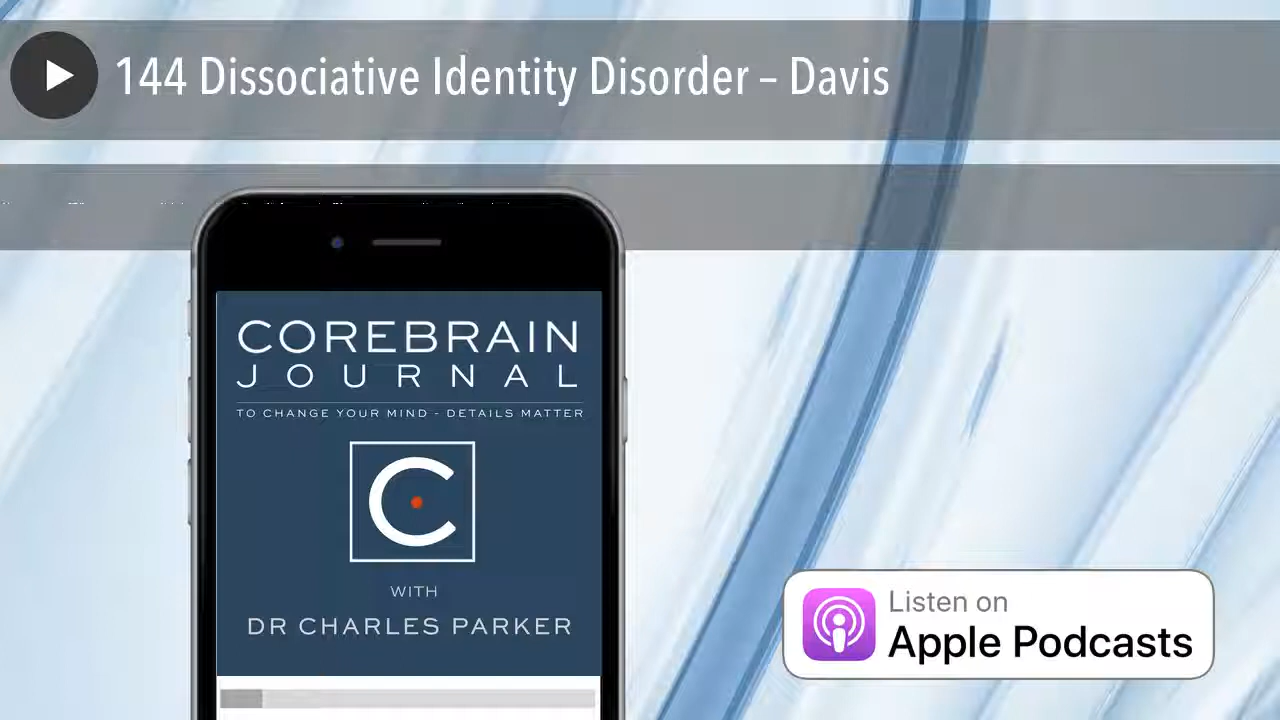 144 Dissociative Identity Disorder – Davis
COREBRAIN
JOURNAL
TO CHANGE YOUR MIND - DETAILS MATTER
C
WITH
DR CHARLES PARKER
Listen on
Apple Podcasts